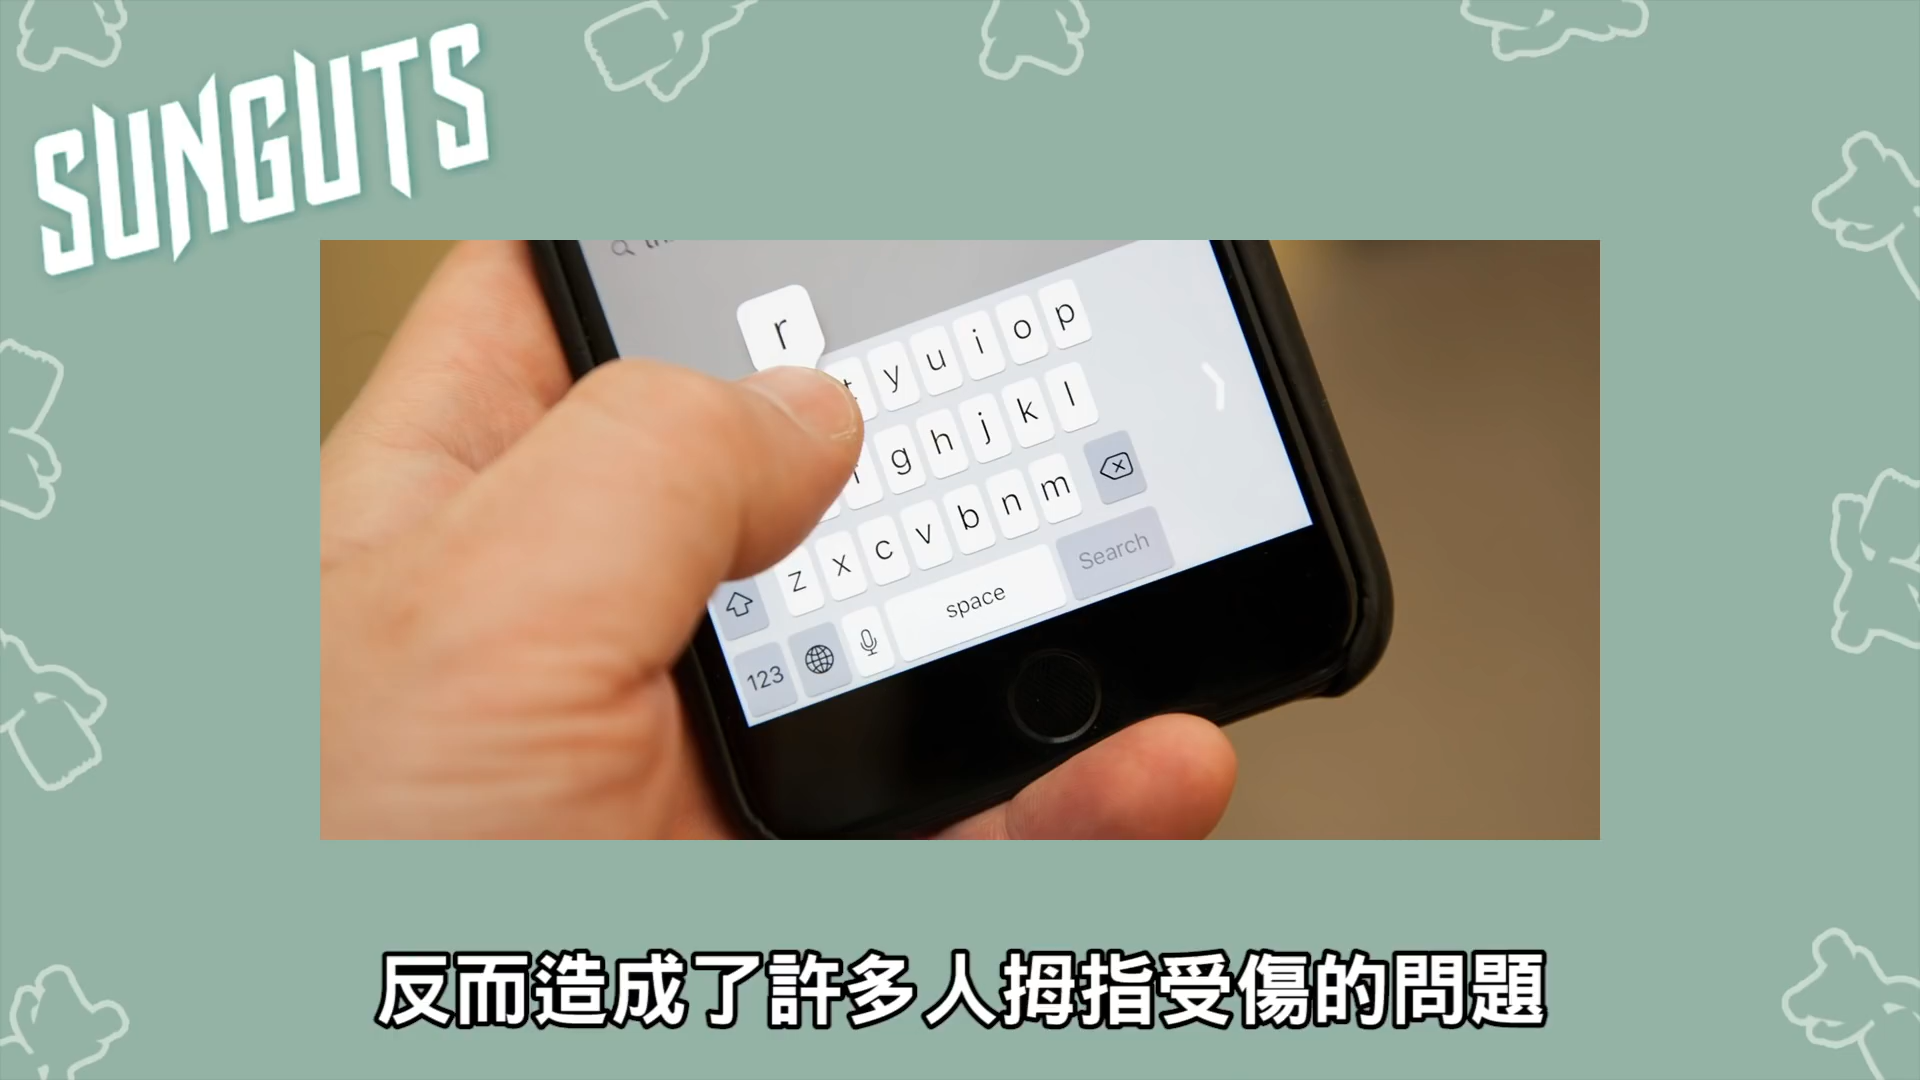 SUNGUTS
r
y u i o p
g h j k l
z x c v b n m
123 space Search
反而造成了許多人拇指受傷的問題